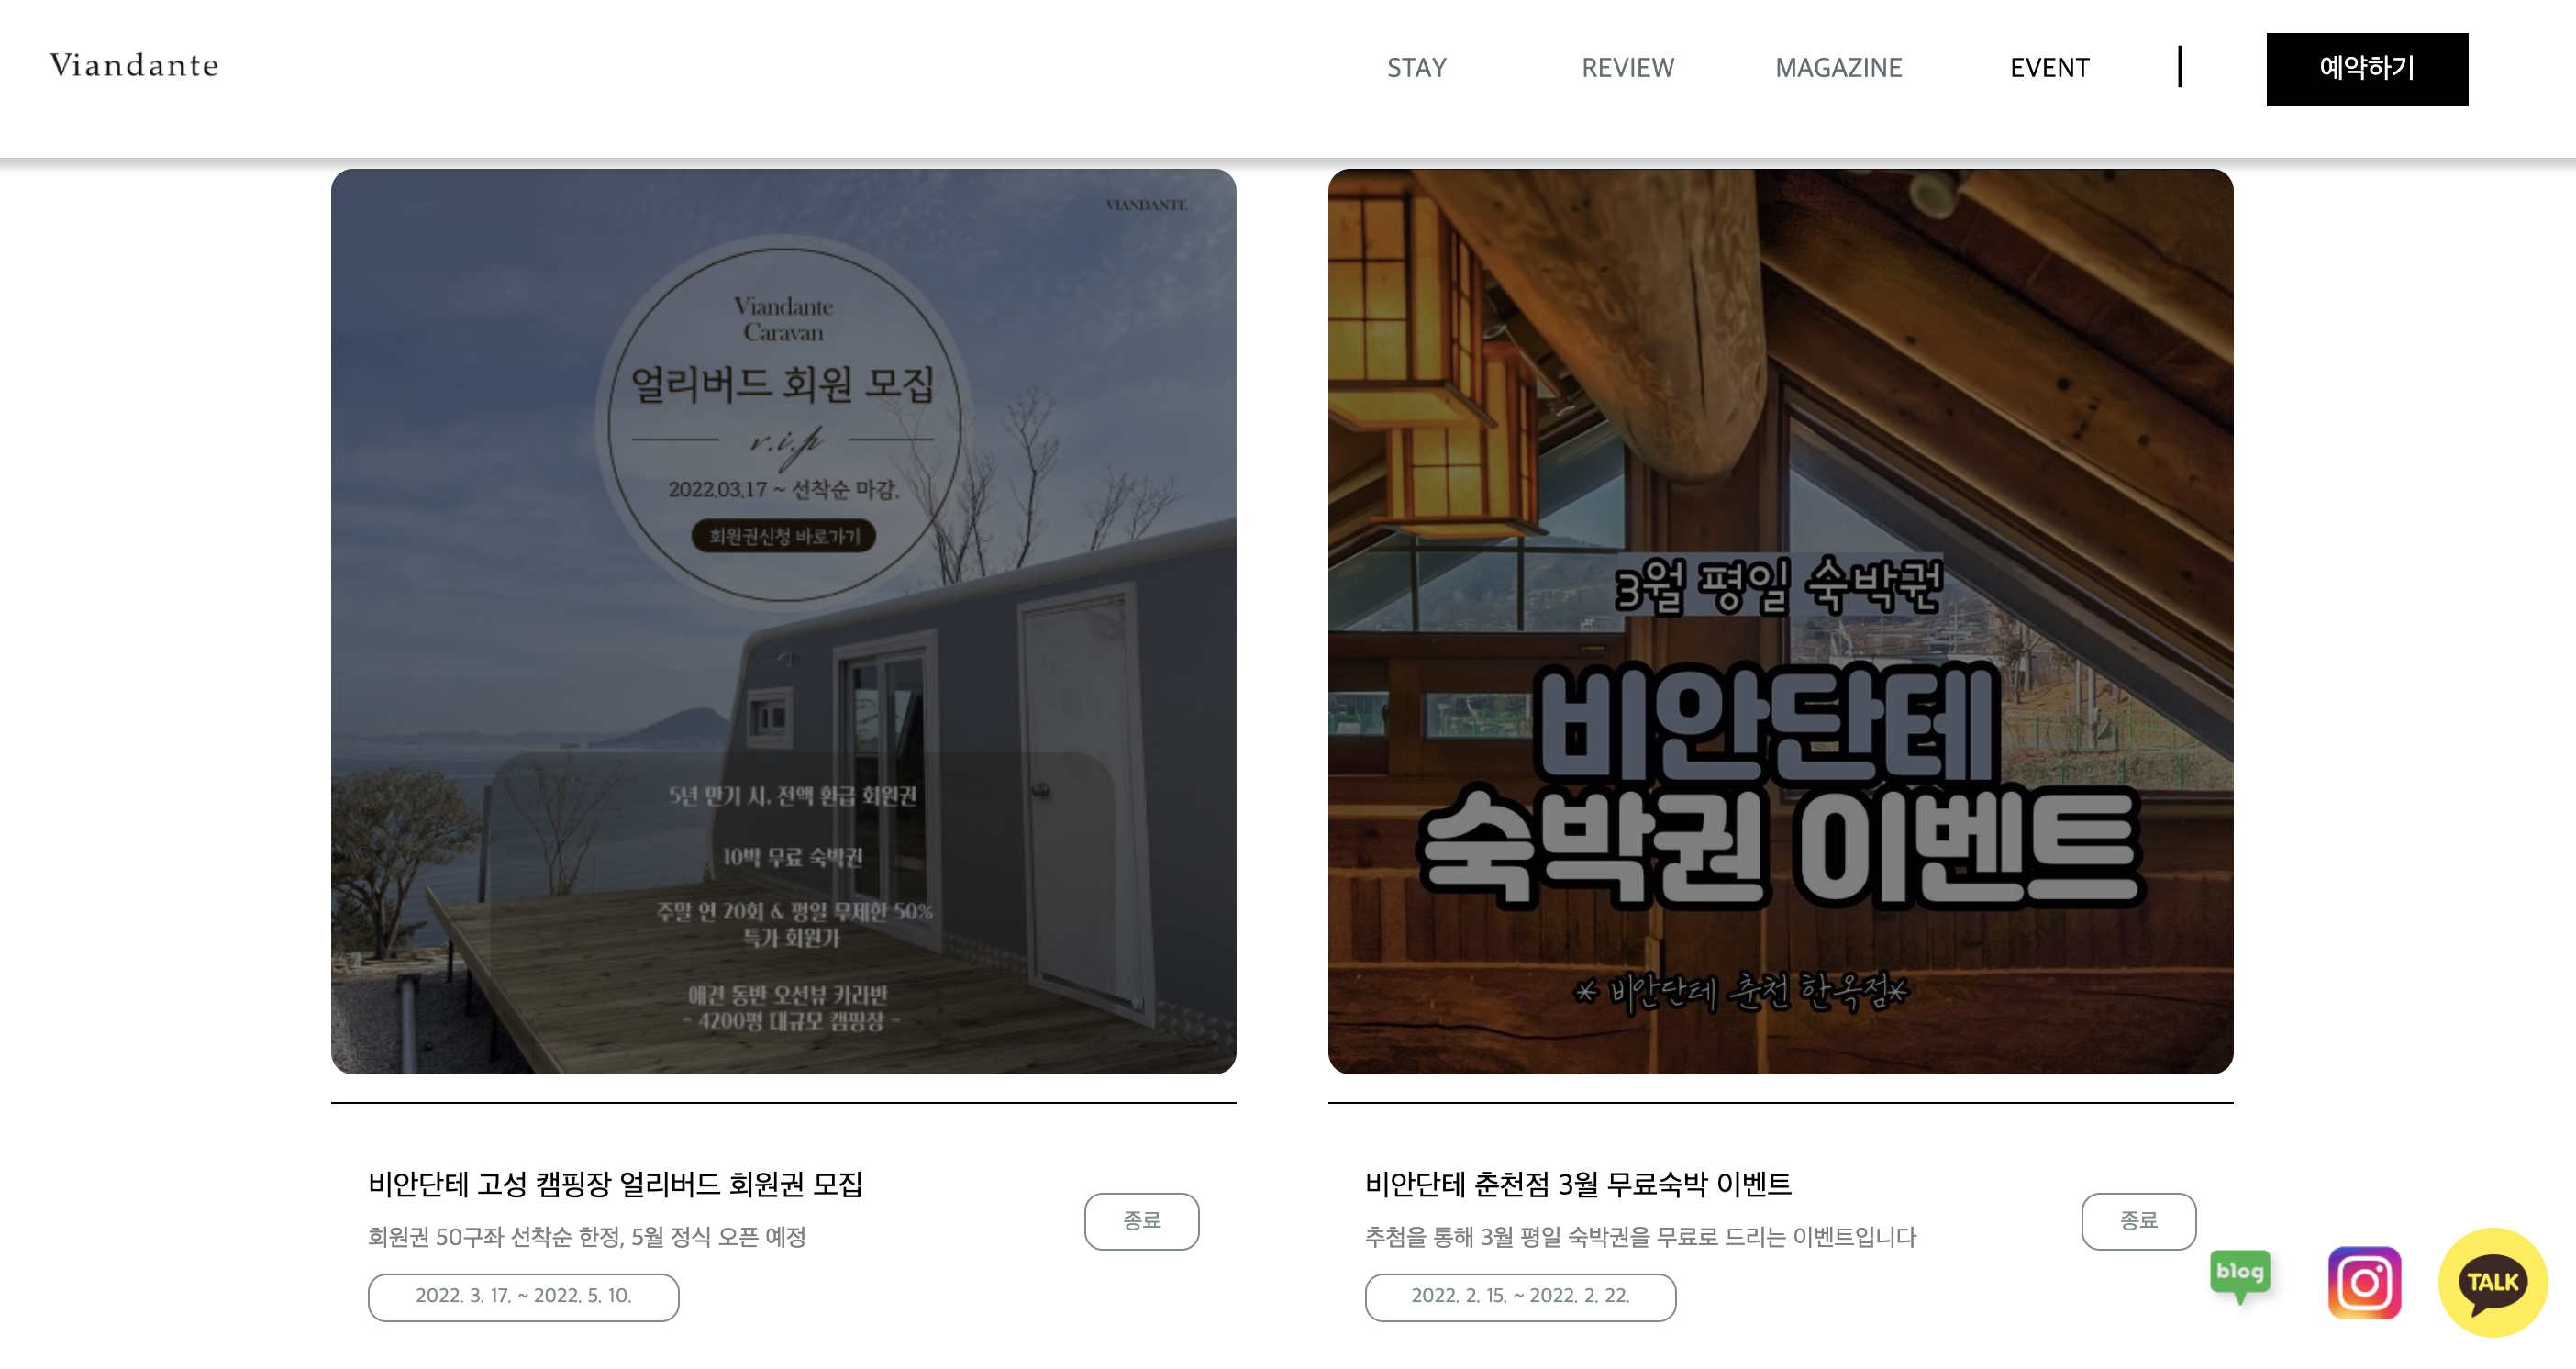 Viandante
STAY
REVIEW
MAGAZINE
EVENT
예약하기
VIANDANTE
Viandante
Caravan
얼리버드 회원 모집
v.i.p
2022.03.17 ~ 선착순 마감.
회원권신청 바로가기
5년 만기 시, 전액 환급 회원권
10박 무료 숙박권
주말 연 20회 & 평일 무제한 50%
특가 회원가
애견 동반 오션뷰 카라반
- 4200평 대규모 캠핑장 -
비안단테 고성 캠핑장 얼리버드 회원권 모집
회원권 50구좌 선착순 한정, 5월 정식 오픈 예정
2022. 3. 17. ~ 2022. 5. 10.
종료
3월 평일 숙박권
비안단테
숙박권 이벤트
* 비안단테 춘천 한옥점*
비안단테 춘천점 3월 무료숙박 이벤트
추첨을 통해 3월 평일 숙박권을 무료로 드리는 이벤트입니다
2022. 2. 15. ~ 2022. 2. 22.
종료
blog
TALK